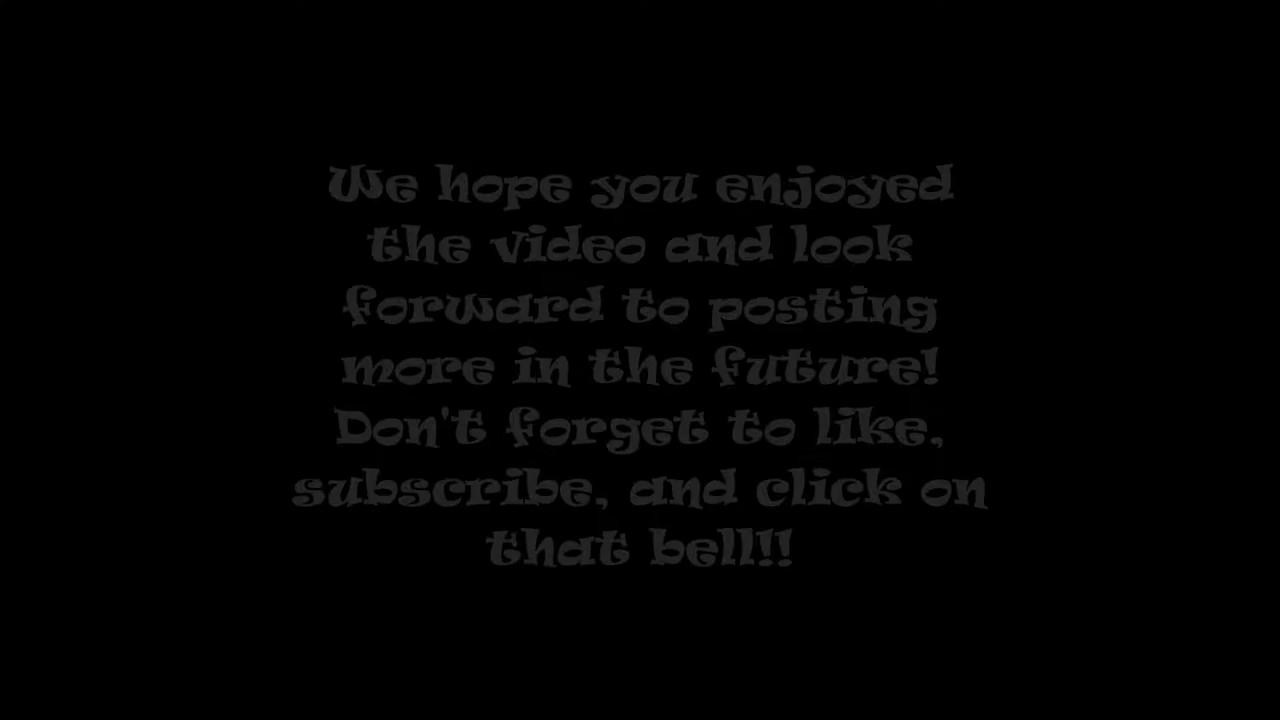 We hope you enjoyed
the video and look
forward to posting
more in the future!
Don't forget to like,
subscribe, and click on
that bell!!